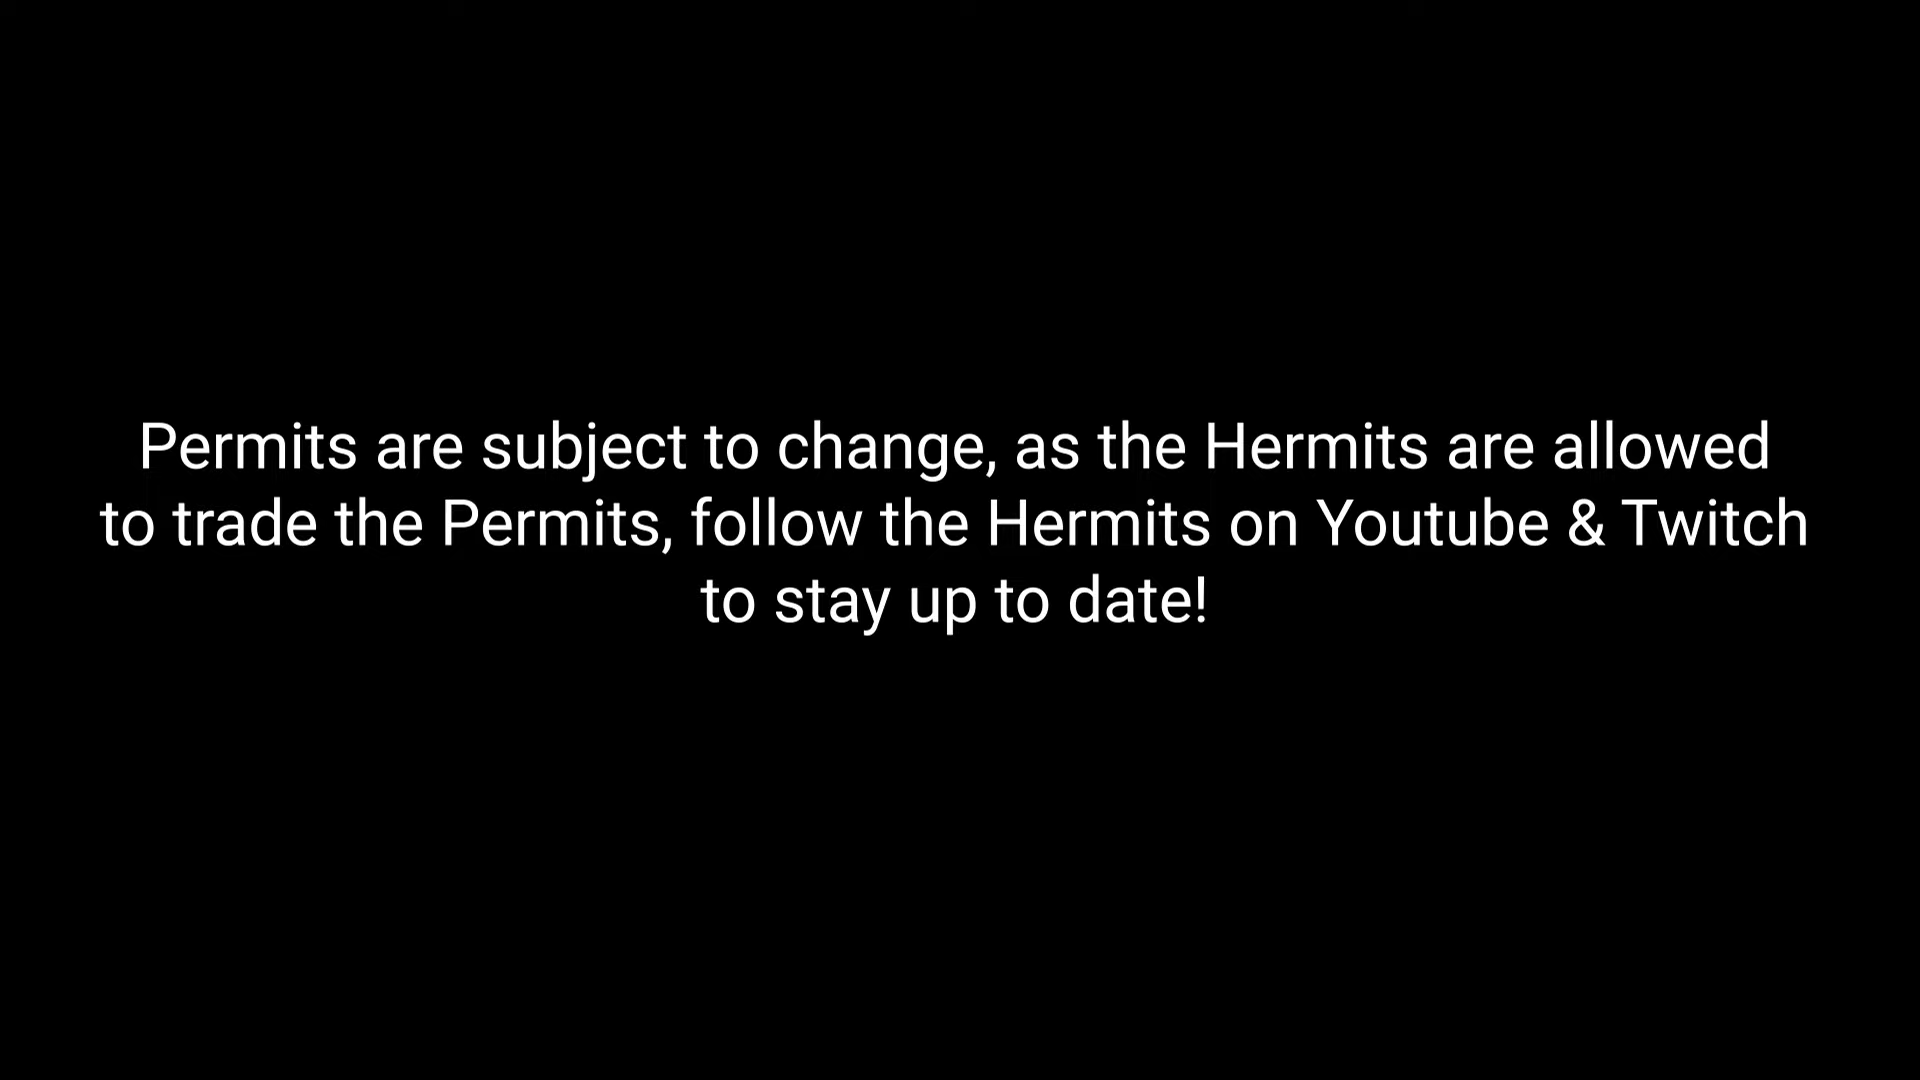 Permits are subject to change, as the Hermits are allowed
to trade the Permits, follow the Hermits on Youtube & Twitch
to stay up to date!